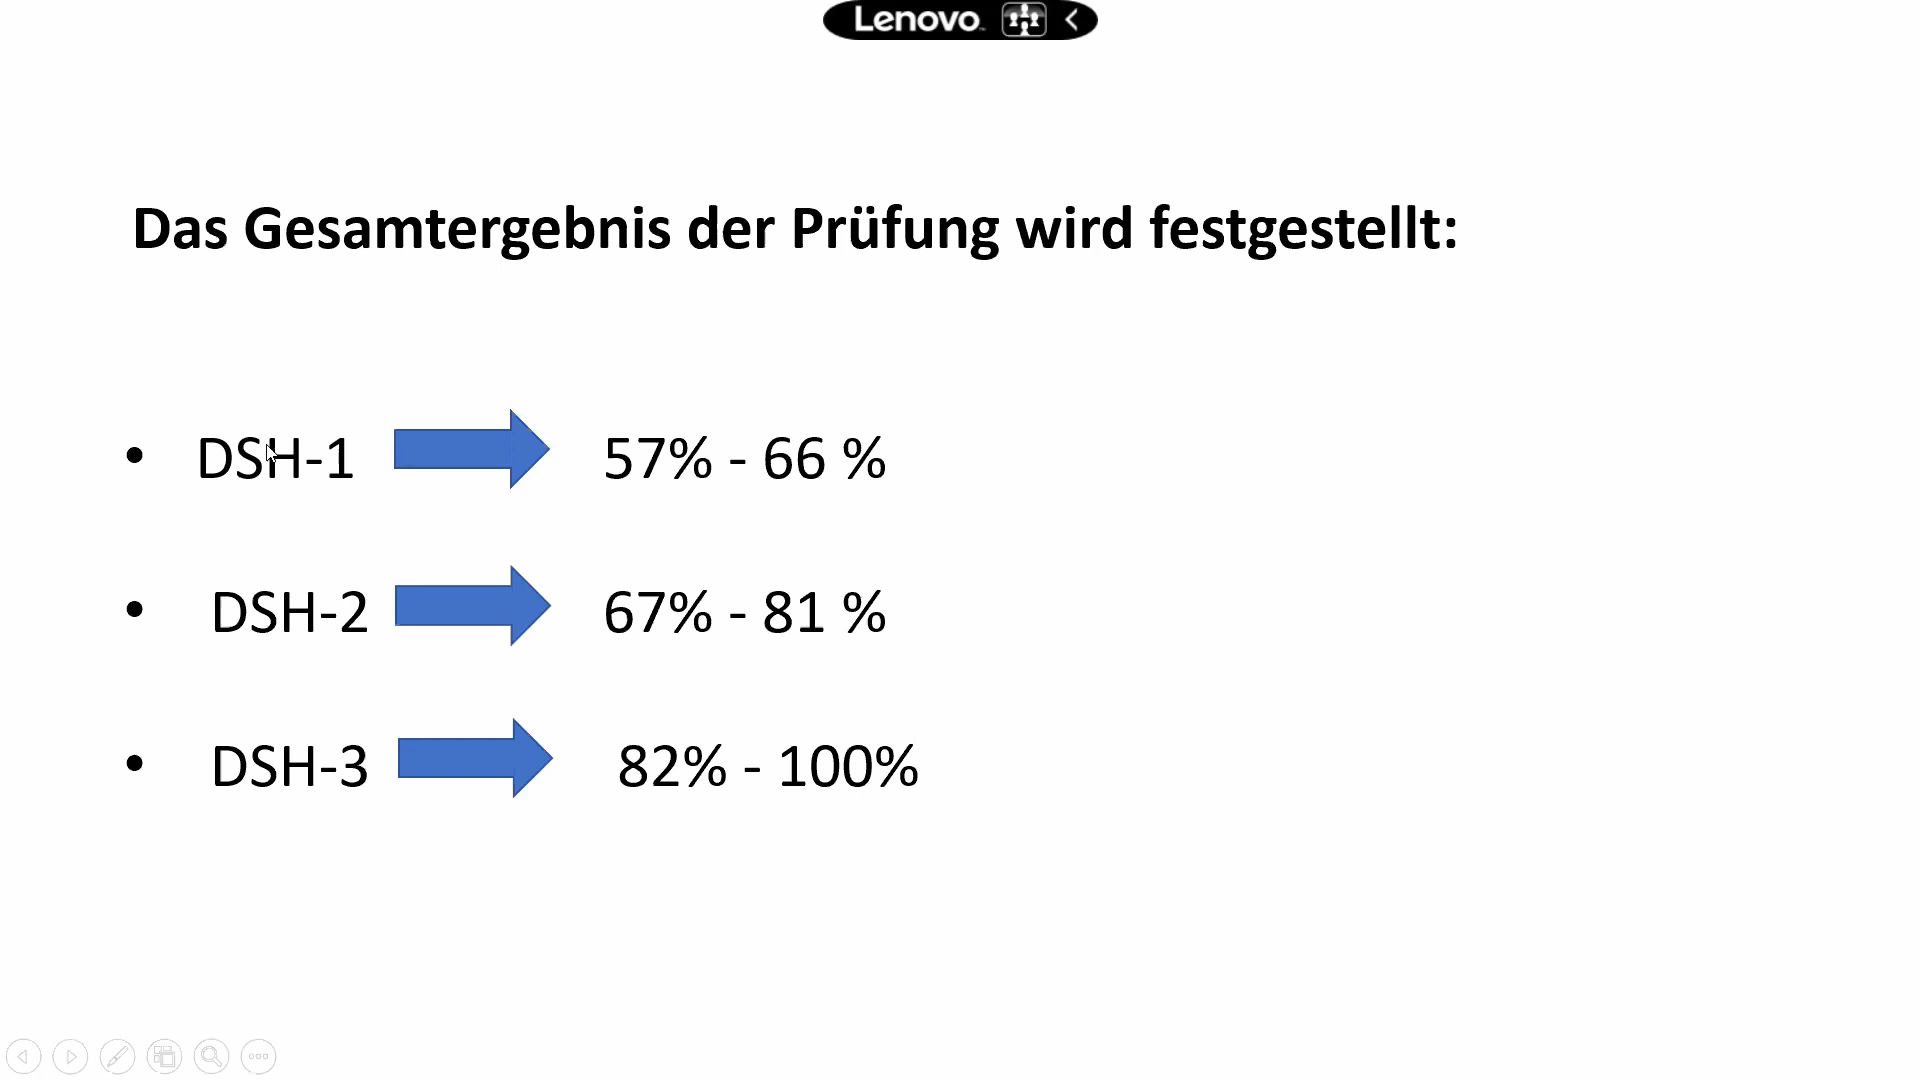 Lenovo
Das Gesamtergebnis der Prüfung wird festgestellt:
• DSH-1 57% - 66 %
• DSH-2 67% - 81 %
• DSH-3 82% - 100%